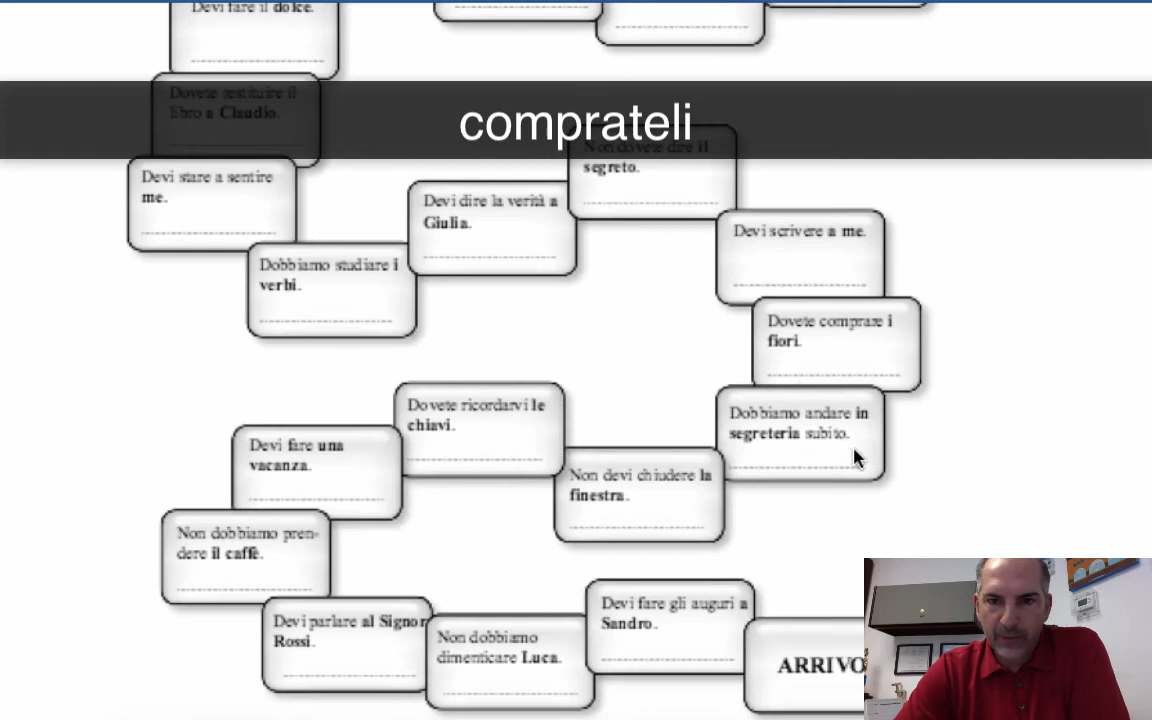 Devi fare il dolce.
Dovete restituire il
libro a Claudio.
comprateli
Non dovete dire il
segreto.
Devi stare a sentire
me.
Devi dire la verità a
Giulia.
Devi scrivere a me.
Dobbiamo studiare i
verbi.
Dovete comprare i
fiori.
Dovete ricordarvi le
chiavi.
Dobbiamo andare in
segreteria subito.
Devi fare una
vacanza.
Non devi chiudere la
finestra.
Non dobbiamo pren-
dere il caffè.
Devi parlare al Signor
Rossi.
Non dobbiamo
dimenticare Luca.
Devi fare gli auguri a
Sandro.
ARRIVO